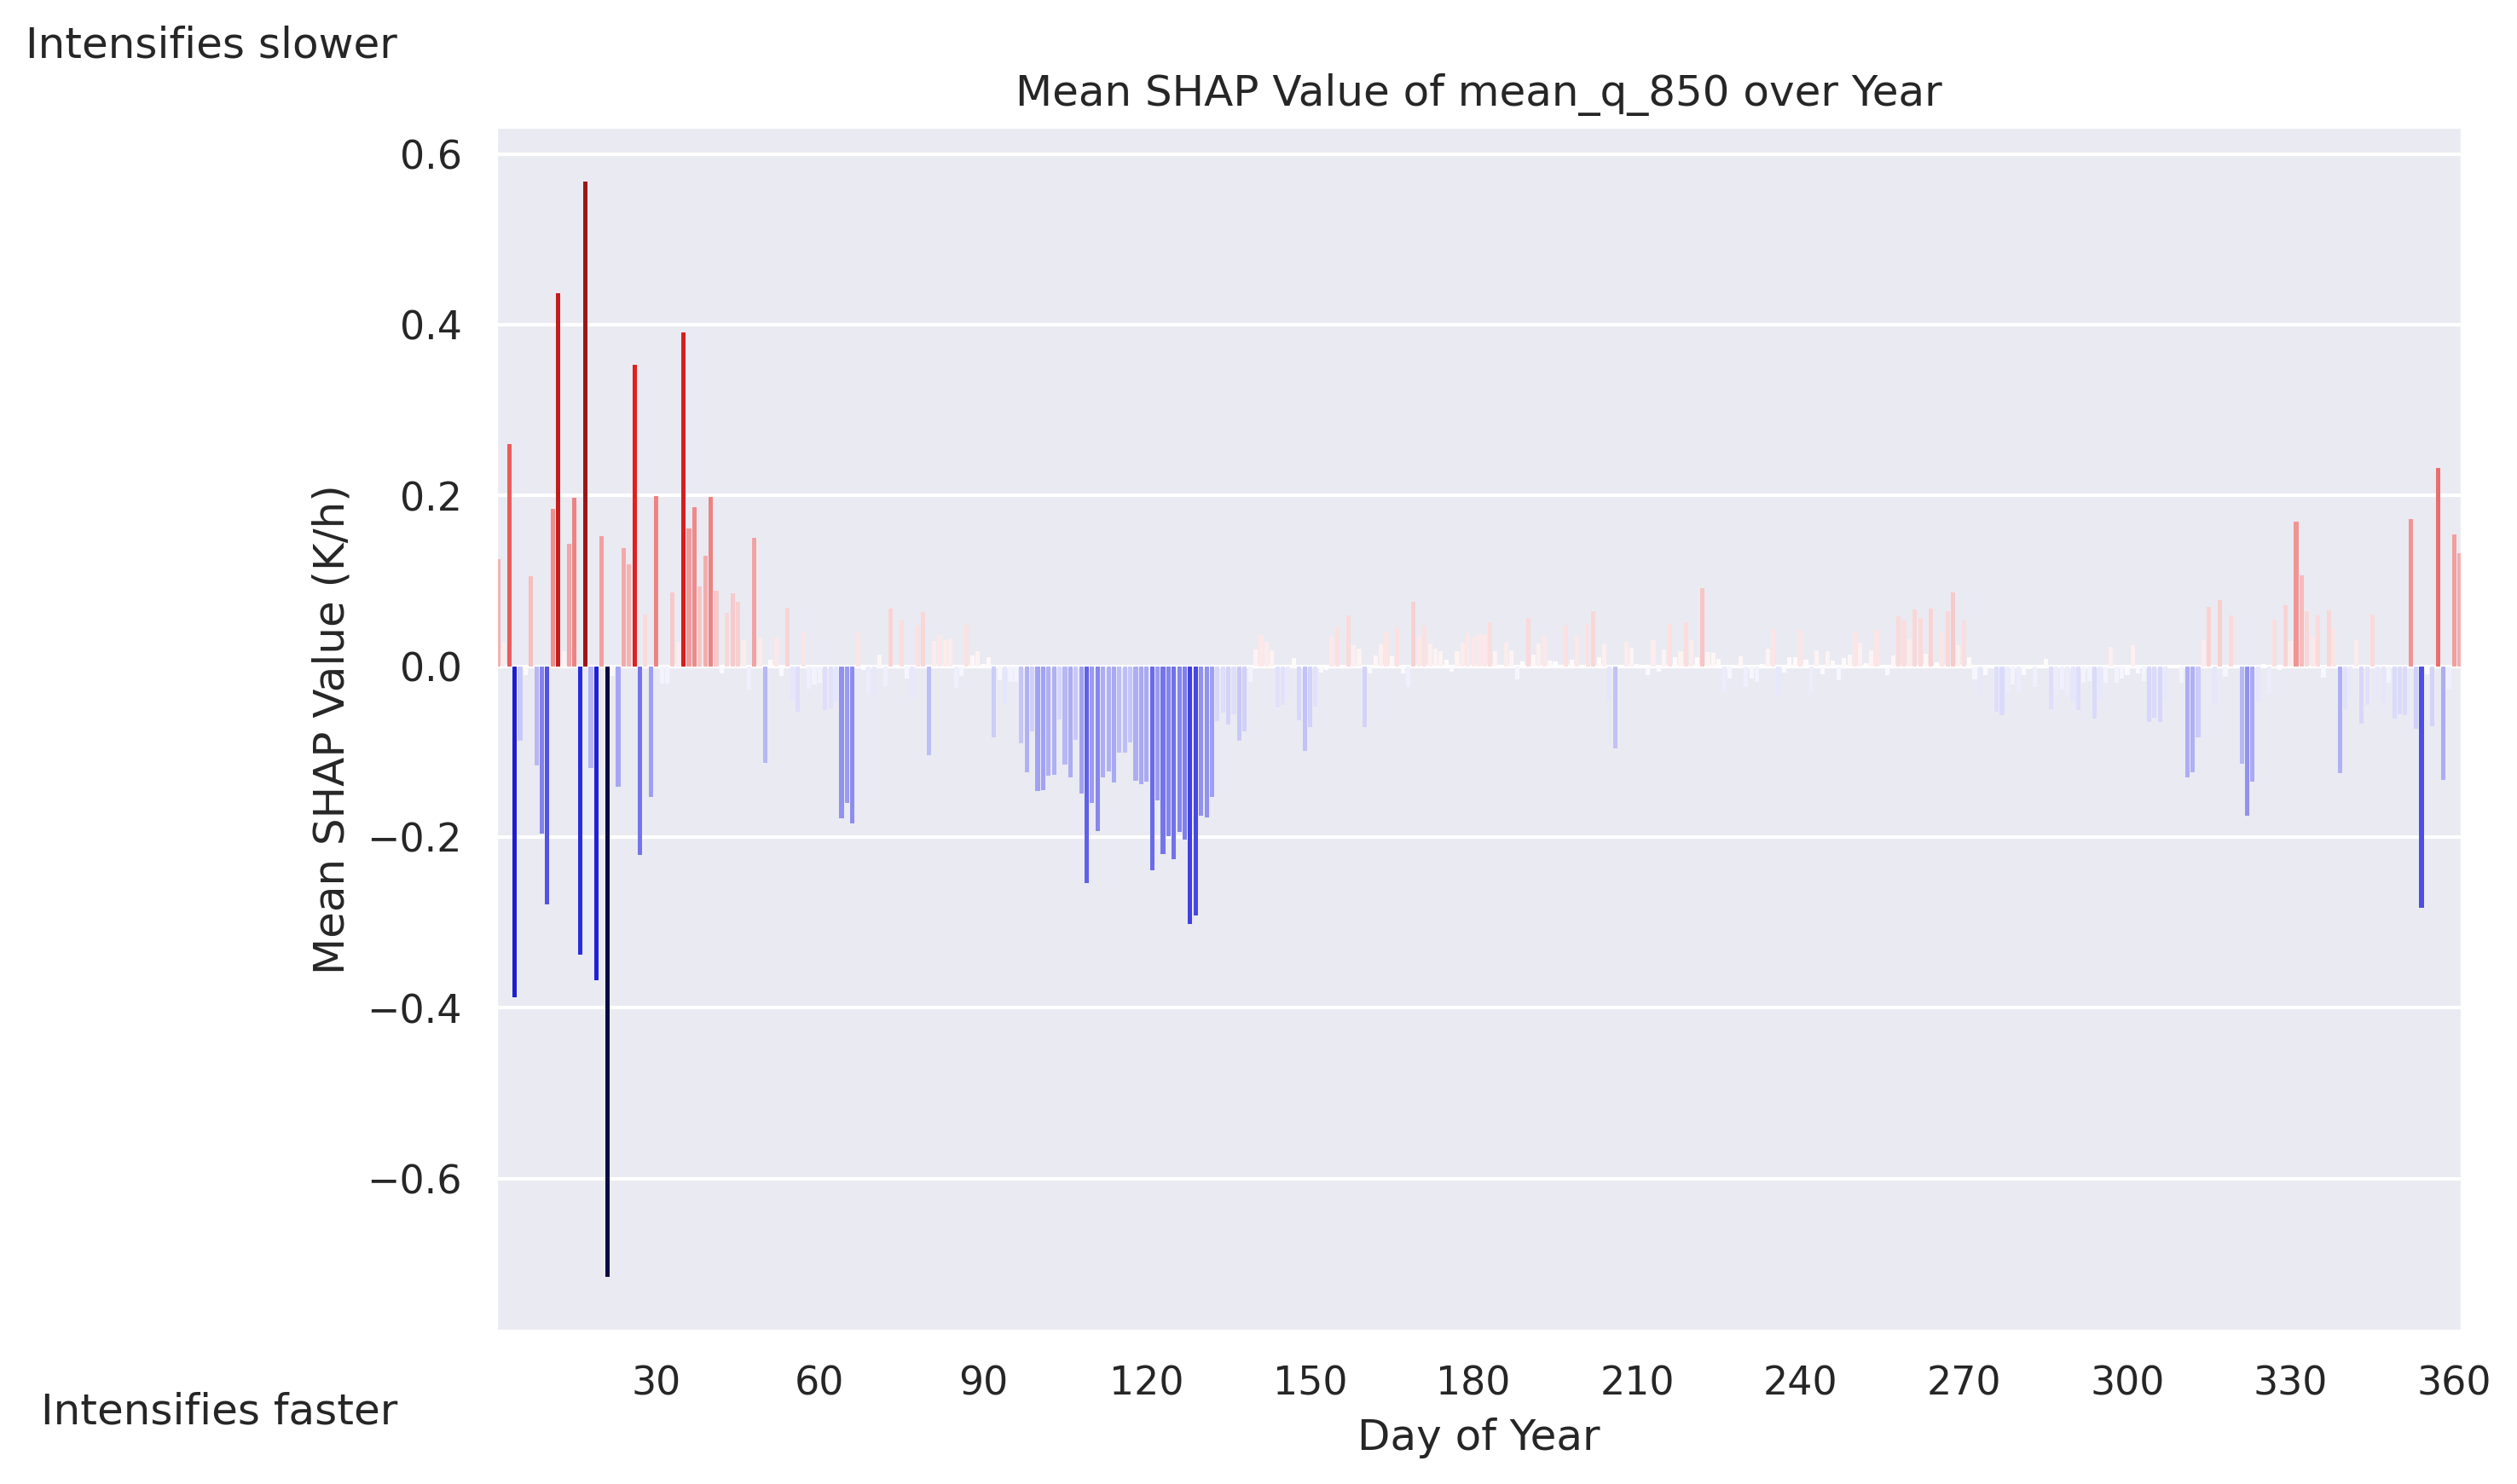 Intensifies slower
Mean SHAP Value of mean_q_850 over Year
0.6
0.4
0.2
0.0
−0.2
−0.4
−0.6
Mean SHAP Value (K/h)
30 60 90 120 150 180 210 240 270 300 330 360
Intensifies faster
Day of Year